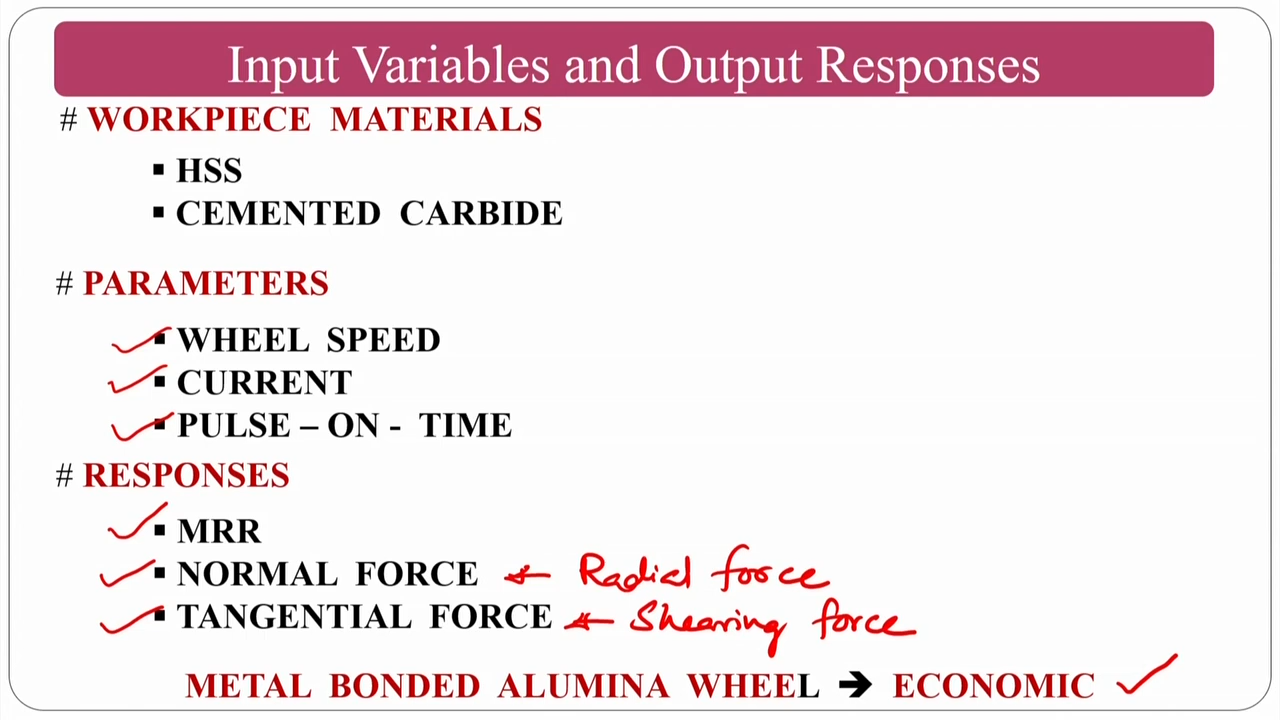 Input Variables and Output Responses
# WORKPIECE MATERIALS
▪ HSS
▪ CEMENTED CARBIDE
# PARAMETERS
▪ WHEEL SPEED
▪ CURRENT
▪ PULSE – ON - TIME
# RESPONSES
▪ MRR
▪ NORMAL FORCE ← Radial force
▪ TANGENTIAL FORCE ← Shearing force
METAL BONDED ALUMINA WHEEL ➔ ECONOMIC